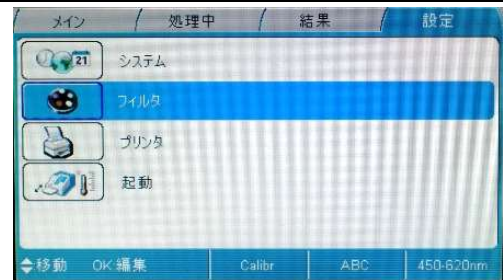 メイン 処理中 結果 設定
21 システム
フィルタ
プリンタ
起動
移動 OK:編集 Calibr ABC 450-620nm